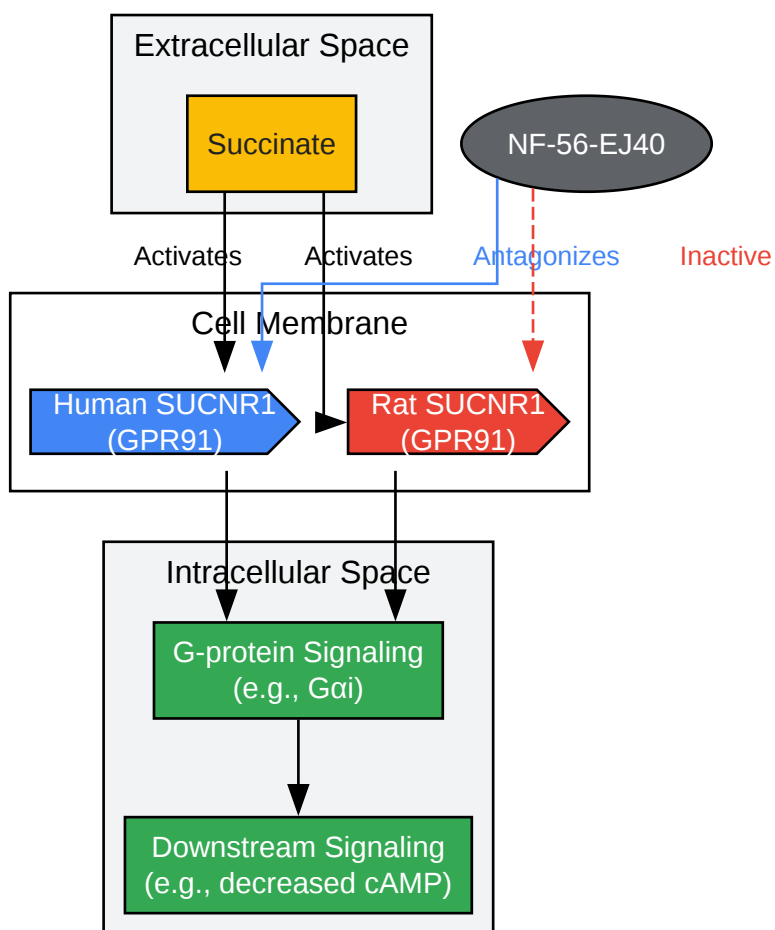 Extracellular Space
Succinate
NF-56-EJ40
Activates
Activates
Antagonizes
Inactive
Cell Membrane
Human SUCNR1
(GPR91)
Rat SUCNR1
(GPR91)
Intracellular Space
G-protein Signaling
(e.g., Gαi)
Downstream Signaling
(e.g., decreased cAMP)